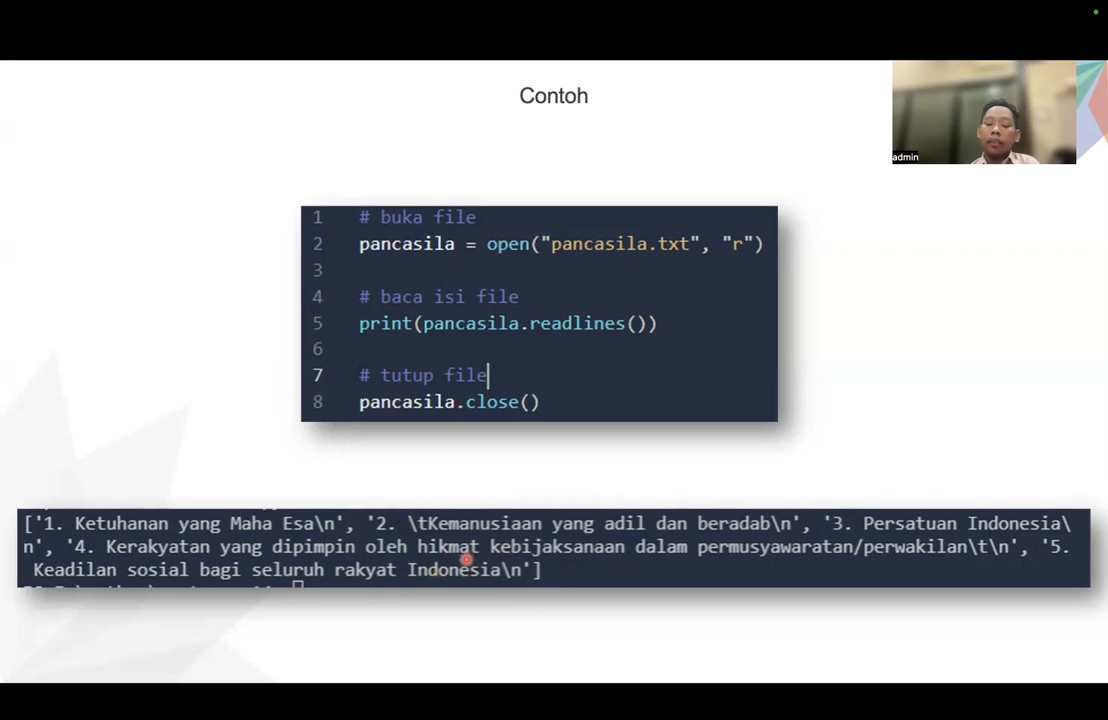 Contoh
admin
1 # buka file
2 pancasila = open("pancasila.txt", "r")
3
4 # baca isi file
5 print(pancasila.readlines())
6
7 # tutup file
8 pancasila.close()
['1. Ketuhanan yang Maha Esa\n', '2. \tKemanusiaan yang adil dan beradab\n', '3. Persatuan Indonesia\
n', '4. Kerakyatan yang dipimpin oleh hikmat kebijaksanaan dalam permusyawaratan/perwakilan\t\n', '5.
Keadilan sosial bagi seluruh rakyat Indonesia\n']